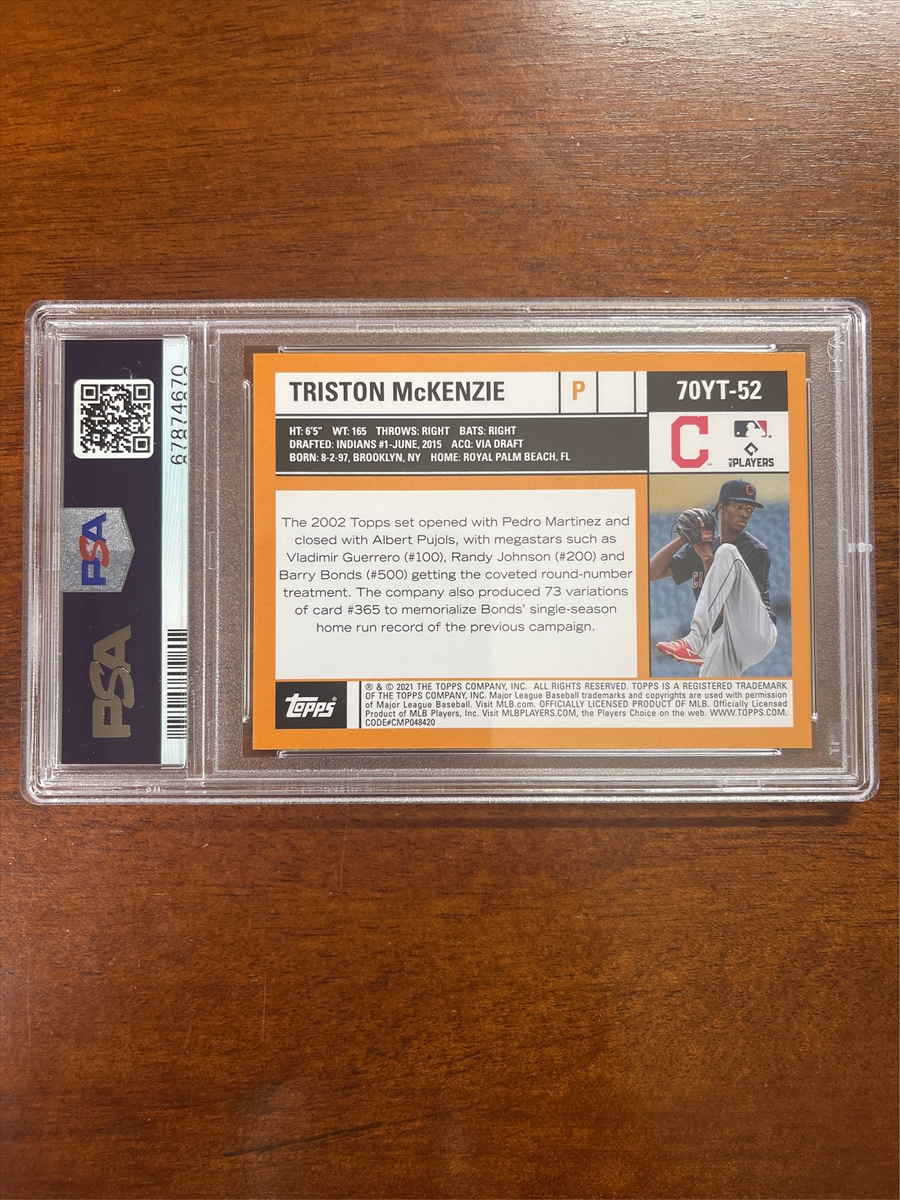 67874670
PSA
PSA
TRISTON McKENZIE
P
70YT-52
HT: 6'5" WT: 165 THROWS: RIGHT BATS: RIGHT
DRAFTED: INDIANS #1-JUNE, 2015 ACQ: VIA DRAFT
BORN: 8-2-97, BROOKLYN, NY HOME: ROYAL PALM BEACH, FL
C
PLAYERS
The 2002 Topps set opened with Pedro Martinez and
closed with Albert Pujols, with megastars such as
Vladimir Guerrero (#100), Randy Johnson (#200) and
Barry Bonds (#500) getting the coveted round-number
treatment. The company also produced 73 variations
of card #365 to memorialize Bonds' single-season
home run record of the previous campaign.
topps
® & © 2021 THE TOPPS COMPANY, INC. ALL RIGHTS RESERVED. TOPPS IS A REGISTERED TRADEMARK
OF THE TOPPS COMPANY, INC. Major League Baseball trademarks and copyrights are used with permission
of Major League Baseball. Visit MLB.com. OFFICIALLY LICENSED PRODUCT OF MLB. Officially Licensed
Product of MLB Players, Inc. Visit MLBPLAYERS.COM, the Players Choice on the web. WWW.TOPPS.COM.
CODE#CMP048420